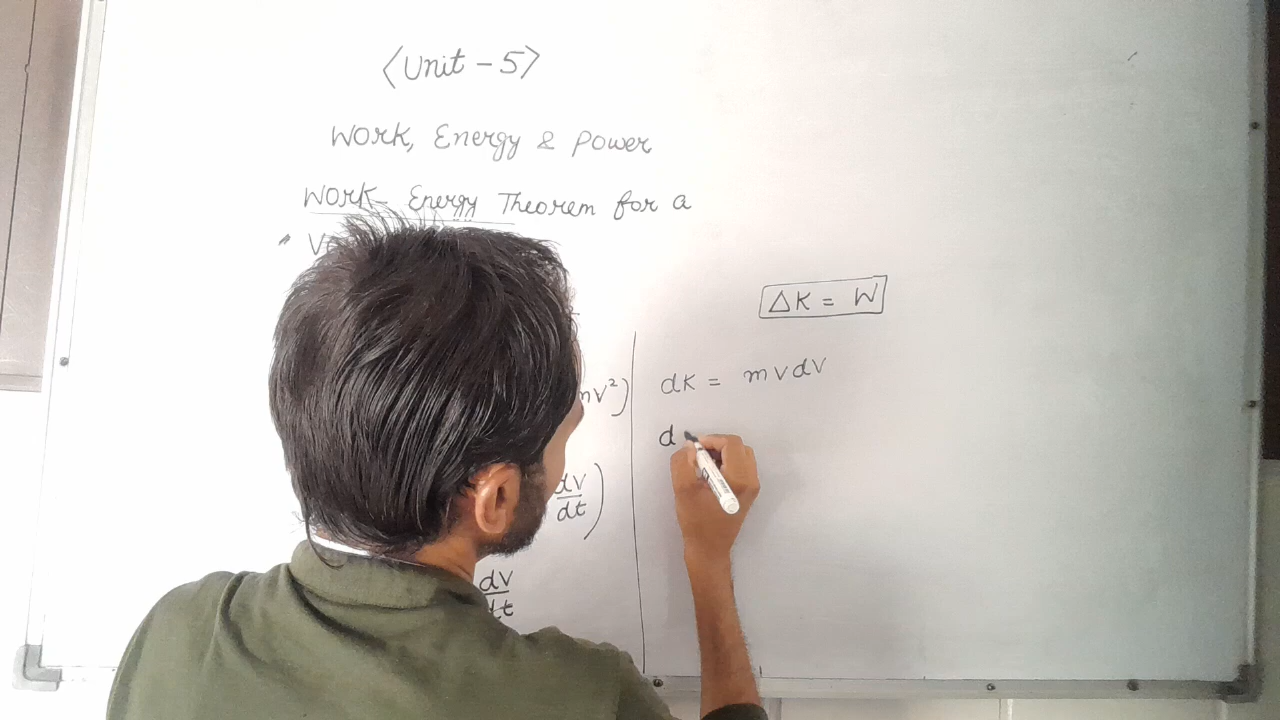 <Unit - 5>
Work, Energy & Power
Work- Energy Theorem for a
V
mv²)
dv
dt)
dv
dt
ΔK = W
dK = mvdv
d